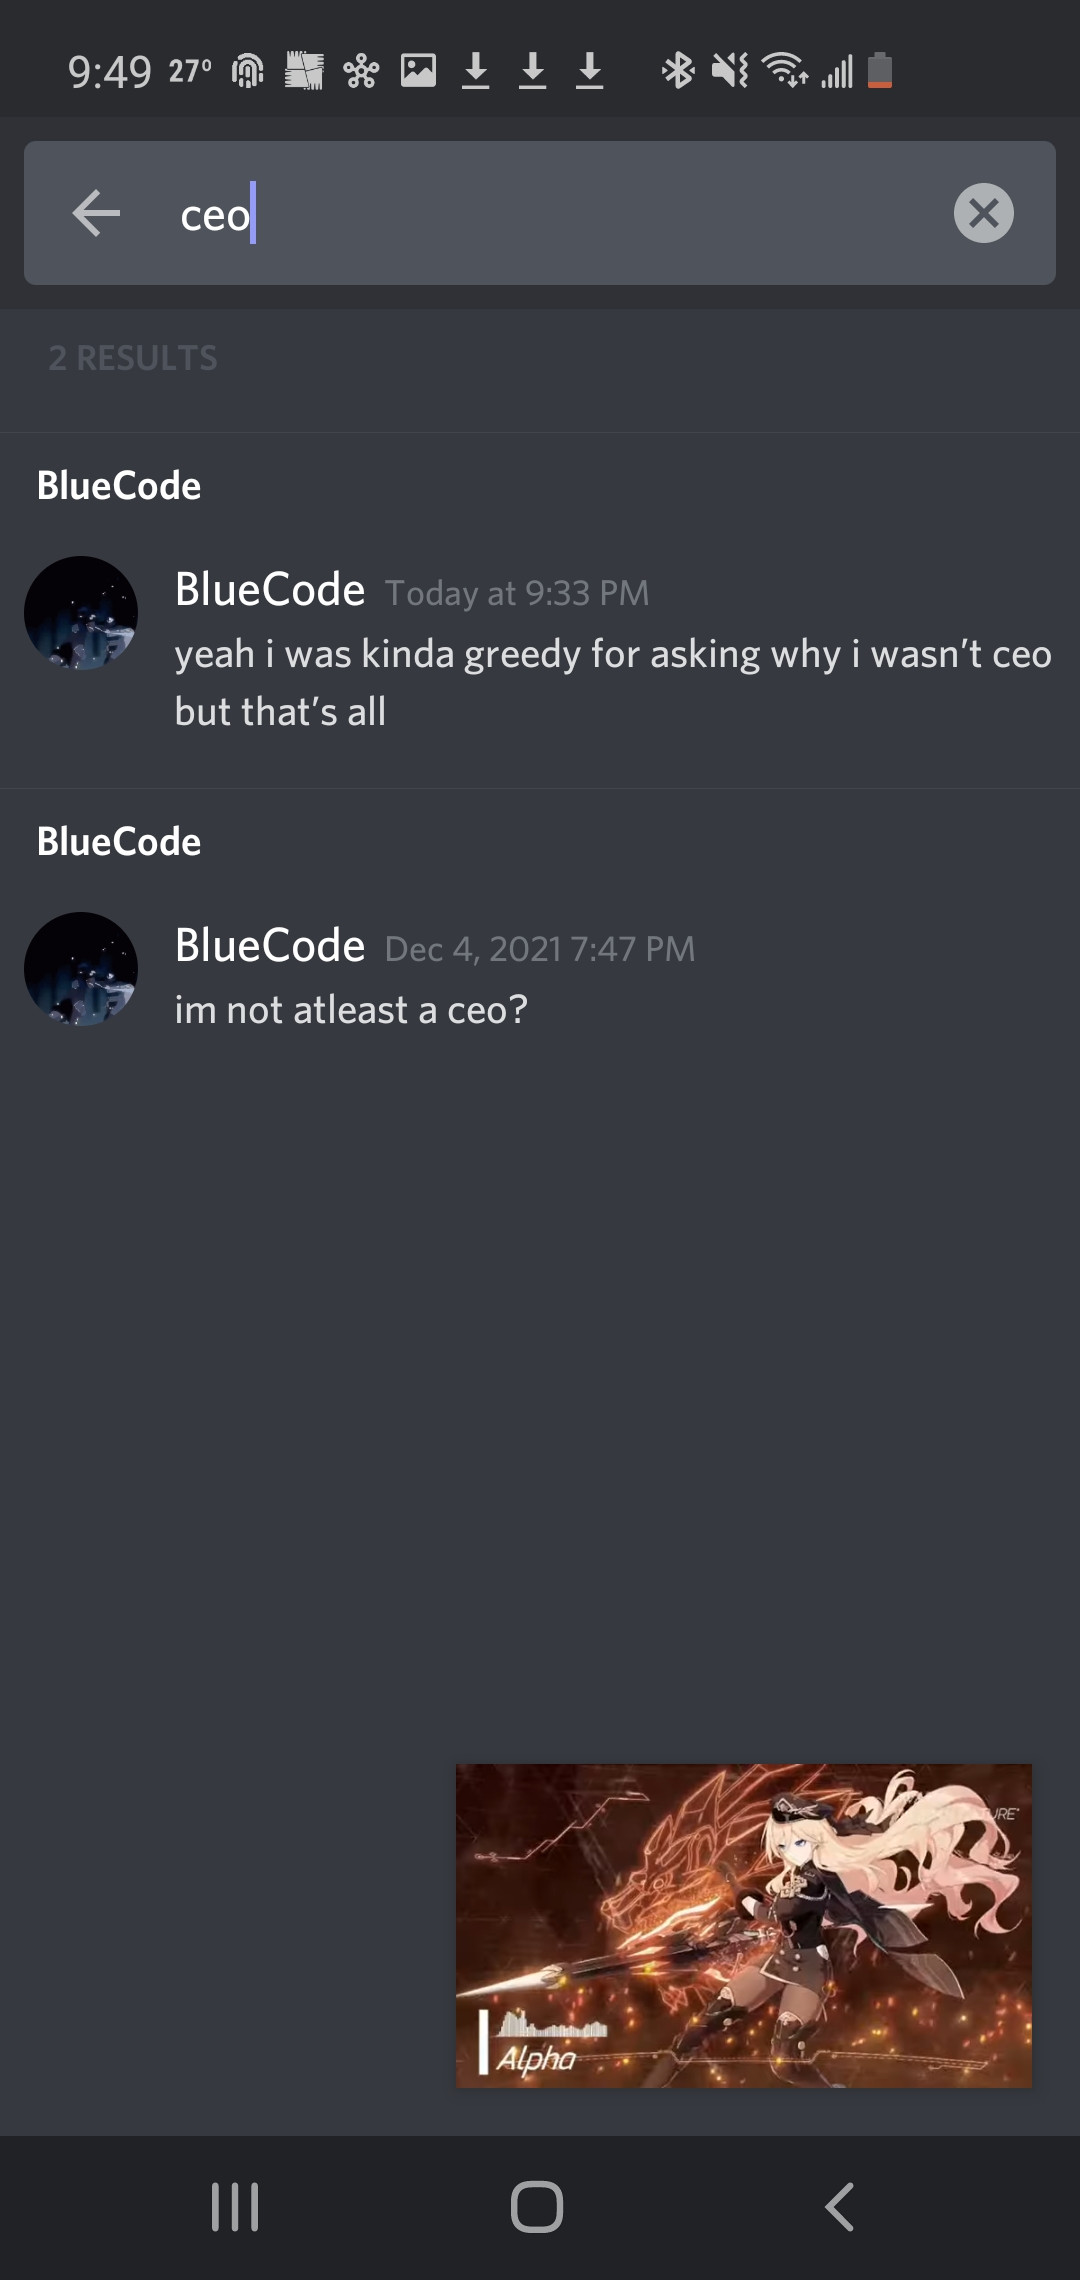 9:49 27°
ceo
2 RESULTS
BlueCode
BlueCode Today at 9:33 PM
yeah i was kinda greedy for asking why i wasn’t ceo
but that’s all
BlueCode
BlueCode Dec 4, 2021 7:47 PM
im not atleast a ceo?
Alpha